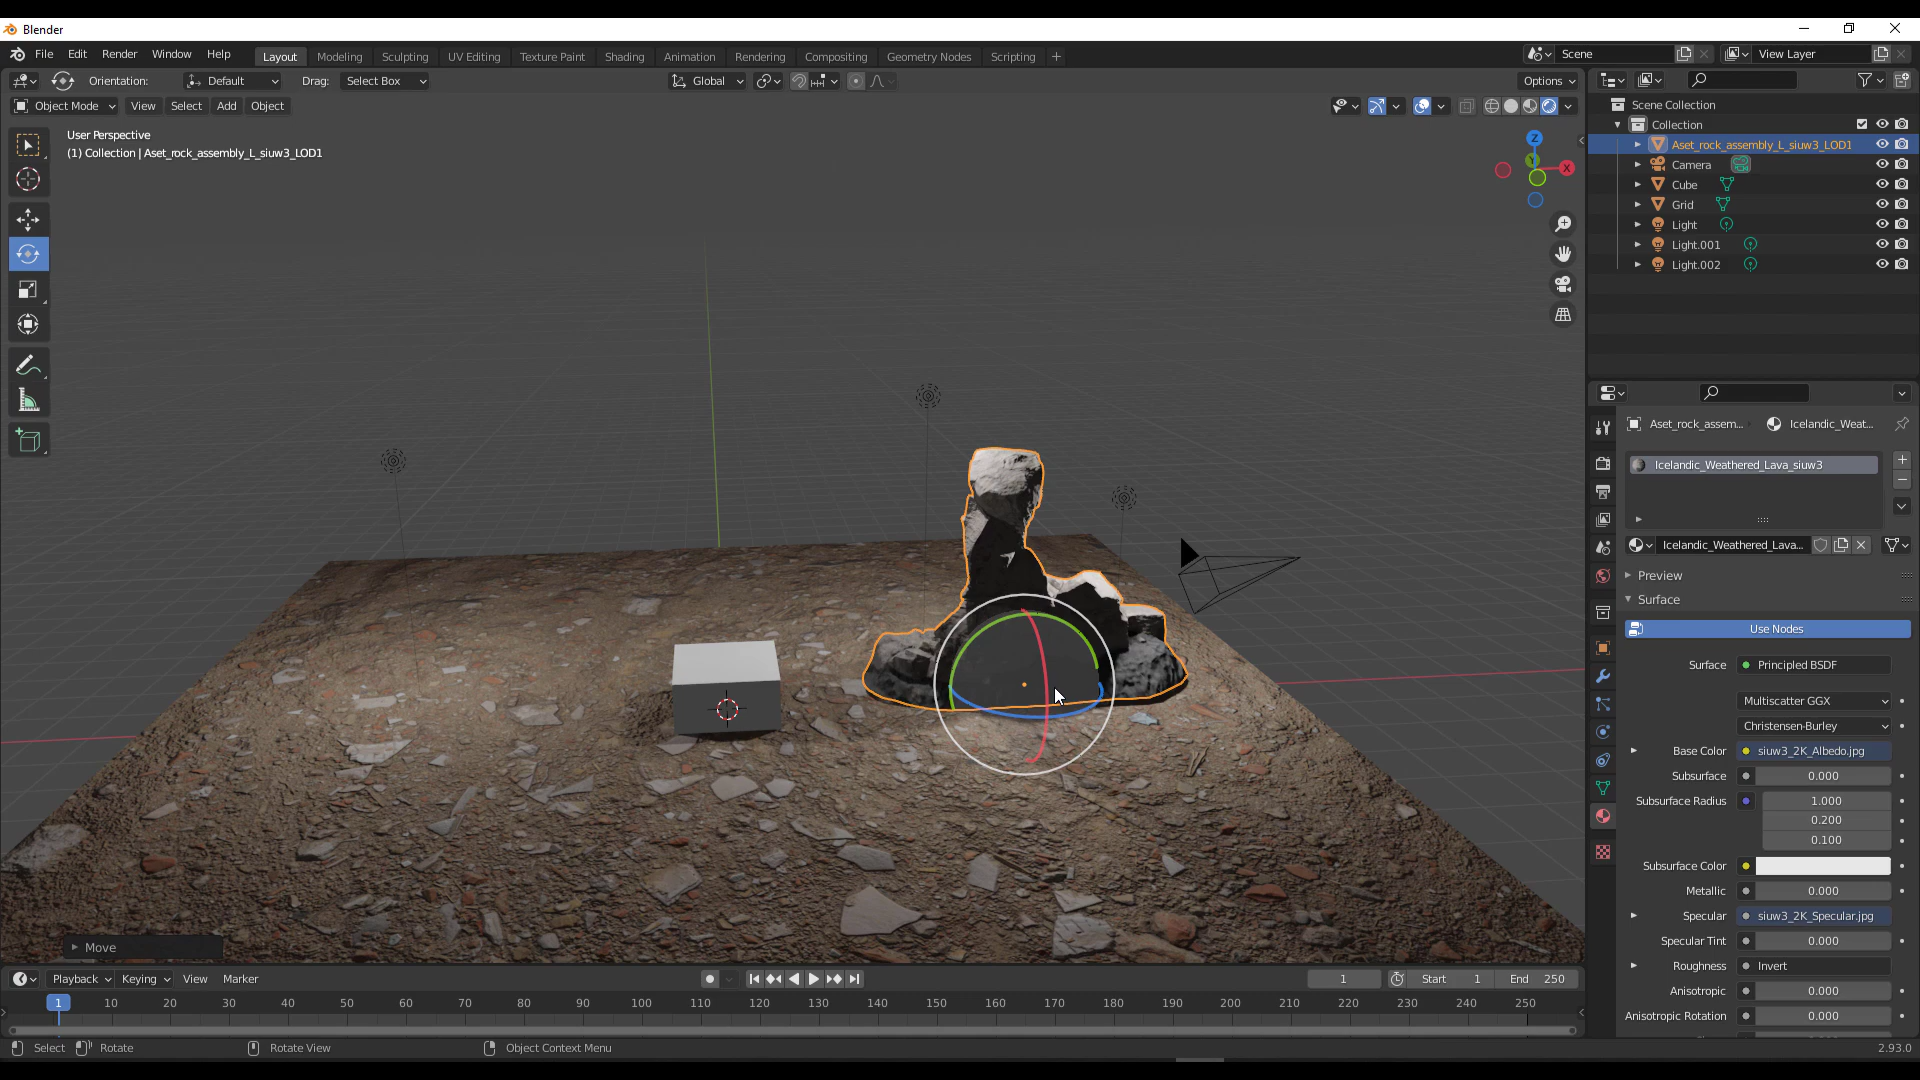 Blender
File Edit Render Window Help Layout Modeling Sculpting UV Editing Texture Paint Shading Animation Rendering Compositing Geometry Nodes Scripting + Scene View Layer
Orientation: Default Drag: Select Box Global Options
Object Mode View Select Add Object
User Perspective
(1) Collection | Aset_rock_assembly_L_siuw3_LOD1
Z
Y
X
Scene Collection
Collection
Aset_rock_assembly_L_siuw3_LOD1
Camera
Cube
Grid
Light
Light.001
Light.002
Aset_rock_assem... Icelandic_Weat...
Icelandic_Weathered_Lava_siuw3
Icelandic_Weathered_Lava...
Preview
Surface
Use Nodes
Surface Principled BSDF
Multiscatter GGX
Christensen-Burley
Base Color siuw3_2K_Albedo.jpg
Subsurface 0.000
Subsurface Radius 1.000
0.200
0.100
Subsurface Color
Metallic 0.000
Specular siuw3_2K_Specular.jpg
Specular Tint 0.000
Roughness Invert
Anisotropic 0.000
Anisotropic Rotation 0.000
Move
Playback Keying View Marker 1 Start 1 End 250
1 10 20 30 40 50 60 70 80 90 100 110 120 130 140 150 160 170 180 190 200 210 220 230 240 250
Select Rotate Rotate View Object Context Menu 2.93.0